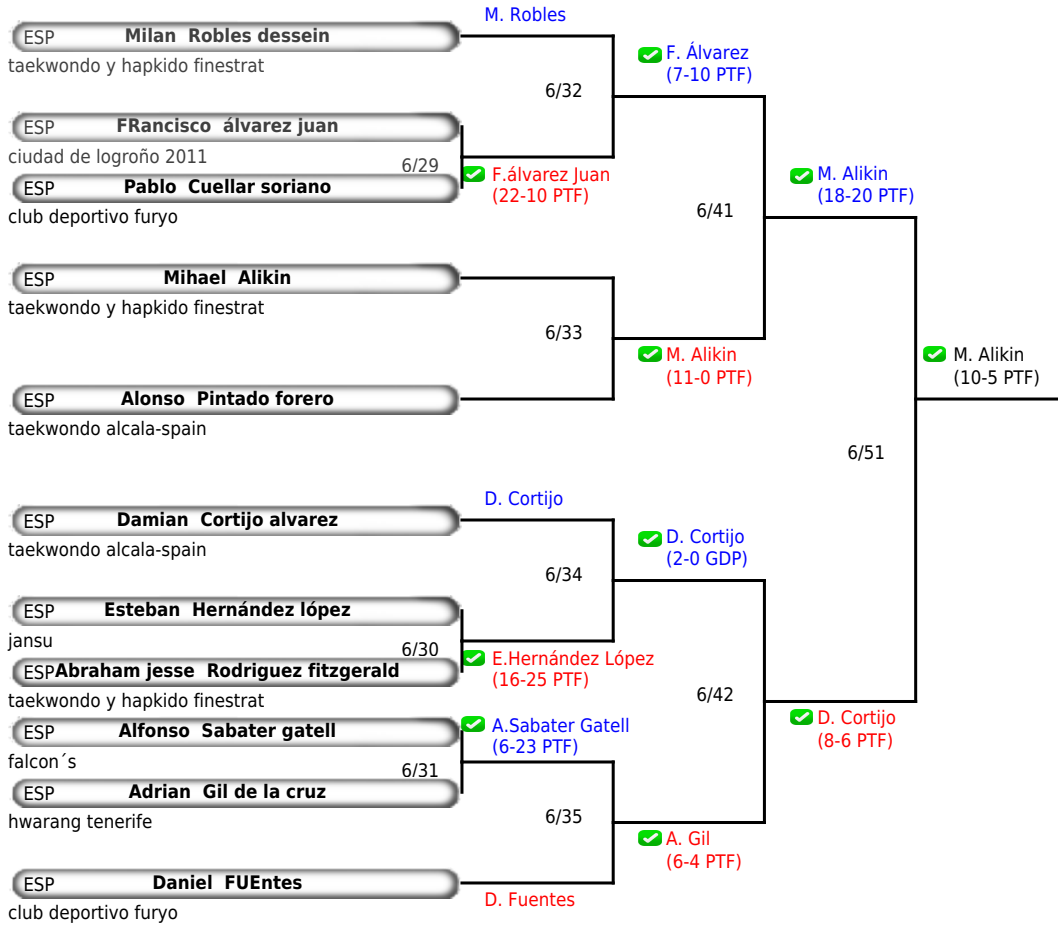 M. Robles
ESP Milan Robles dessein
taekwondo y hapkido finestrat
F. Álvarez
(7-10 PTF)
6/32
ESP FRancisco álvarez juan
ciudad de logroño 2011
6/29
F.álvarez Juan
(22-10 PTF)
ESP Pablo Cuellar soriano
club deportivo furyo
M. Alikin
(18-20 PTF)
6/41
ESP Mihael Alikin
taekwondo y hapkido finestrat
6/33
M. Alikin
(11-0 PTF)
M. Alikin
(10-5 PTF)
ESP Alonso Pintado forero
taekwondo alcala-spain
6/51
D. Cortijo
ESP Damian Cortijo alvarez
taekwondo alcala-spain
D. Cortijo
(2-0 GDP)
6/34
ESP Esteban Hernández lópez
jansu
6/30
E.Hernández López
(16-25 PTF)
ESPAbraham jesse Rodriguez fitzgerald
taekwondo y hapkido finestrat
6/42
D. Cortijo
(8-6 PTF)
ESP Alfonso Sabater gatell
falcon´s
A.Sabater Gatell
(6-23 PTF)
6/31
ESP Adrian Gil de la cruz
hwarang tenerife
6/35
A. Gil
(6-4 PTF)
ESP Daniel FUEntes
club deportivo furyo
D. Fuentes